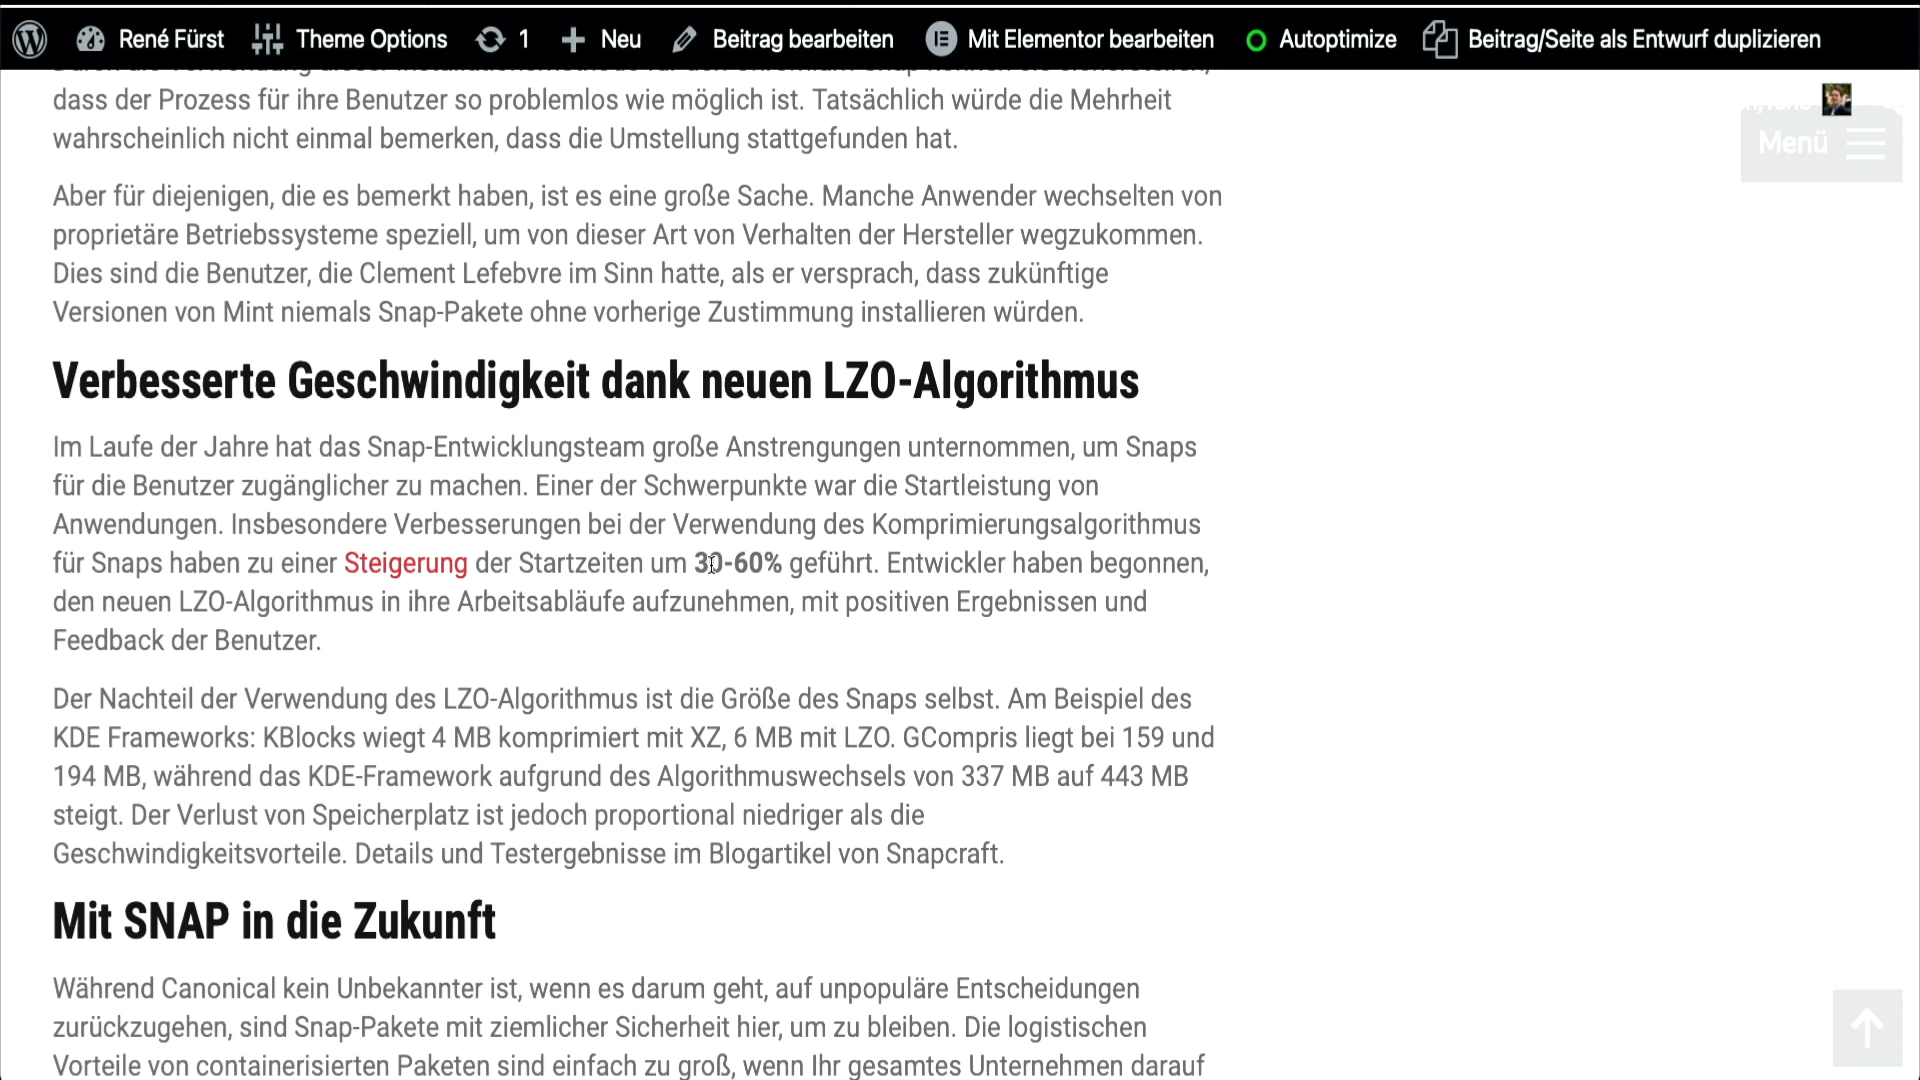 René Fürst Theme Options 1 Neu Beitrag bearbeiten Mit Elementor bearbeiten Autoptimize Beitrag/Seite als Entwurf duplizieren
dass der Prozess für ihre Benutzer so problemlos wie möglich ist. Tatsächlich würde die Mehrheit
wahrscheinlich nicht einmal bemerken, dass die Umstellung stattgefunden hat.
Menü
Aber für diejenigen, die es bemerkt haben, ist es eine große Sache. Manche Anwender wechselten von
proprietäre Betriebssysteme speziell, um von dieser Art von Verhalten der Hersteller wegzukommen.
Dies sind die Benutzer, die Clement Lefebvre im Sinn hatte, als er versprach, dass zukünftige
Versionen von Mint niemals Snap-Pakete ohne vorherige Zustimmung installieren würden.
Verbesserte Geschwindigkeit dank neuen LZO-Algorithmus
Im Laufe der Jahre hat das Snap-Entwicklungsteam große Anstrengungen unternommen, um Snaps
für die Benutzer zugänglicher zu machen. Einer der Schwerpunkte war die Startleistung von
Anwendungen. Insbesondere Verbesserungen bei der Verwendung des Komprimierungsalgorithmus
für Snaps haben zu einer Steigerung der Startzeiten um 30-60% geführt. Entwickler haben begonnen,
den neuen LZO-Algorithmus in ihre Arbeitsabläufe aufzunehmen, mit positiven Ergebnissen und
Feedback der Benutzer.
Der Nachteil der Verwendung des LZO-Algorithmus ist die Größe des Snaps selbst. Am Beispiel des
KDE Frameworks: KBlocks wiegt 4 MB komprimiert mit XZ, 6 MB mit LZO. GCompris liegt bei 159 und
194 MB, während das KDE-Framework aufgrund des Algorithmuswechsels von 337 MB auf 443 MB
steigt. Der Verlust von Speicherplatz ist jedoch proportional niedriger als die
Geschwindigkeitsvorteile. Details und Testergebnisse im Blogartikel von Snapcraft.
Mit SNAP in die Zukunft
Während Canonical kein Unbekannter ist, wenn es darum geht, auf unpopuläre Entscheidungen
zurückzugehen, sind Snap-Pakete mit ziemlicher Sicherheit hier, um zu bleiben. Die logistischen
Vorteile von containerisierten Paketen sind einfach zu groß, wenn Ihr gesamtes Unternehmen darauf